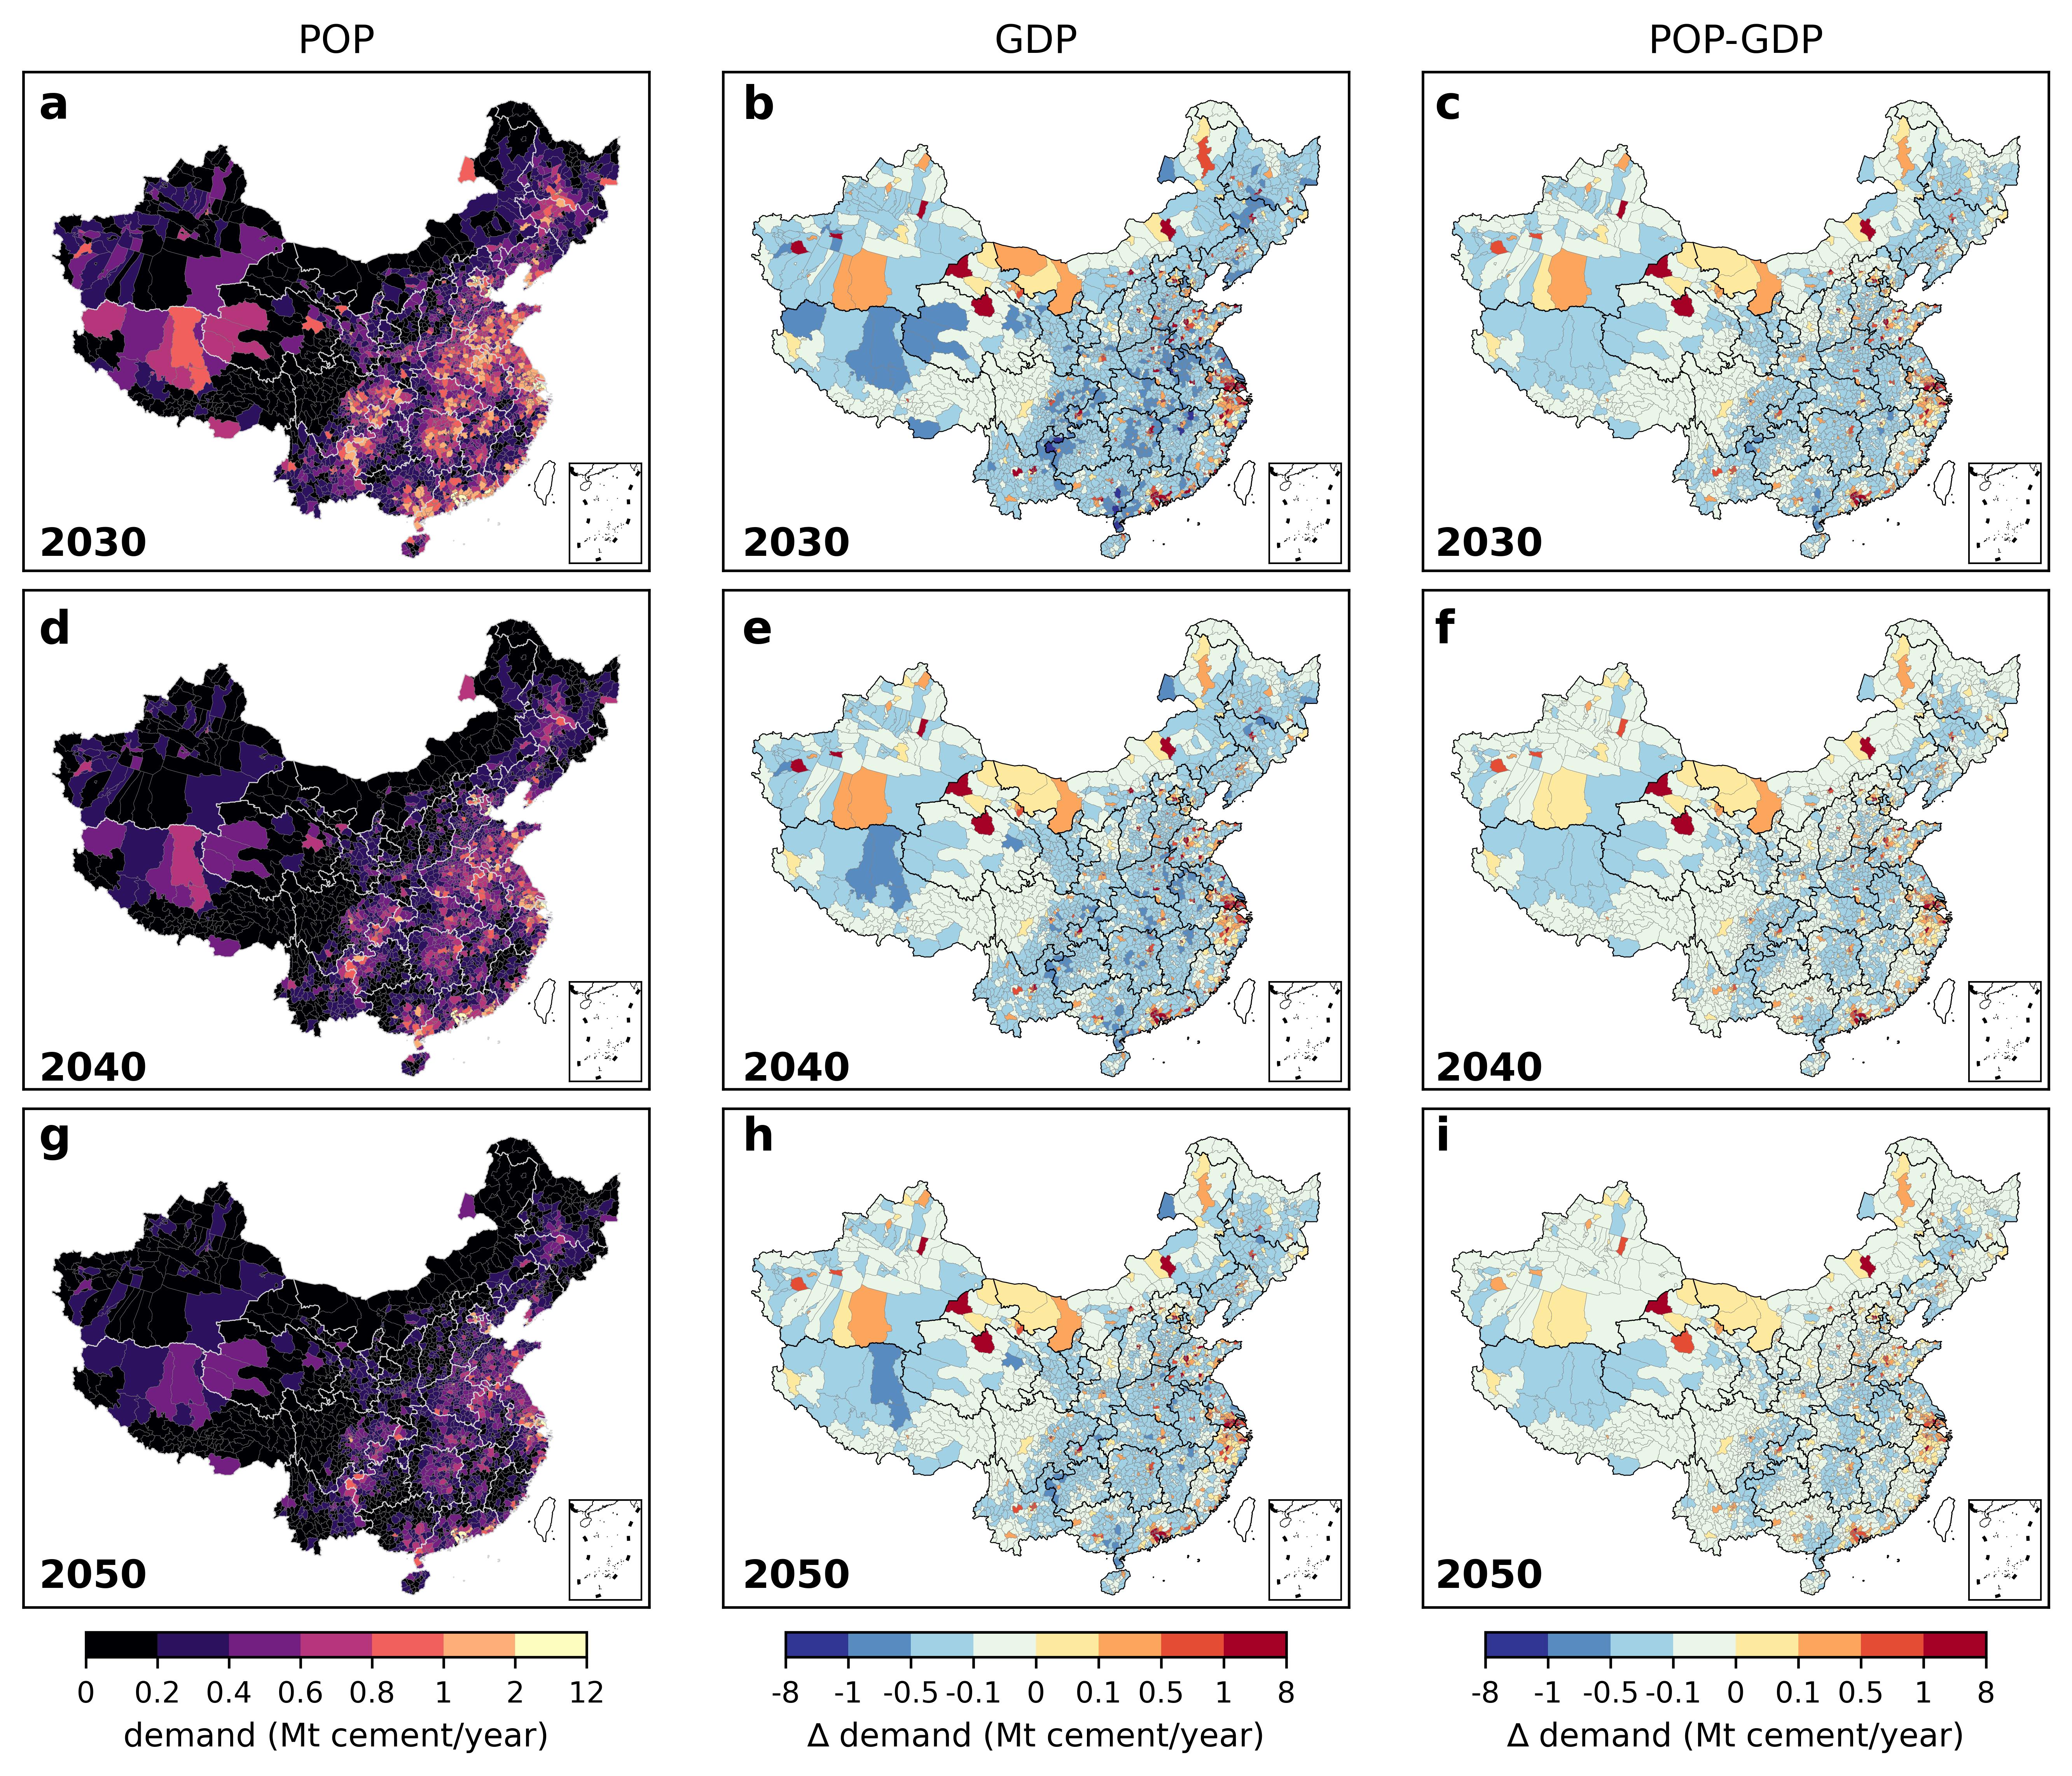 POP GDP POP-GDP
a b c
2030 2030 2030
d e f
2040 2040 2040
g h i
2050 2050 2050
0 0.2 0.4 0.6 0.8 1 2 12 -8 -1 -0.5 -0.1 0 0.1 0.5 1 8 -8 -1 -0.5 -0.1 0 0.1 0.5 1 8
demand (Mt cement/year) Δ demand (Mt cement/year) Δ demand (Mt cement/year)